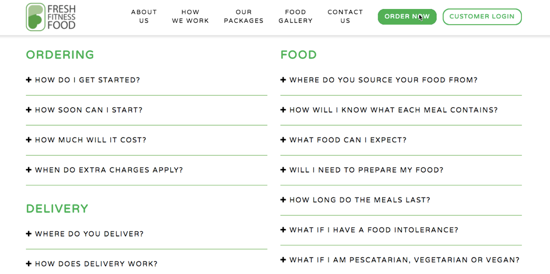 FRESH
FITNESS
FOOD
ABOUT
US
HOW
WE WORK
OUR
PACKAGES
FOOD
GALLERY
CONTACT
US
ORDER NOW
CUSTOMER LOGIN
ORDERING
+ HOW DO I GET STARTED?
+ HOW SOON CAN I START?
+ HOW MUCH WILL IT COST?
+ WHEN DO EXTRA CHARGES APPLY?
DELIVERY
+ WHERE DO YOU DELIVER?
+ HOW DOES DELIVERY WORK?
FOOD
+ WHERE DO YOU SOURCE YOUR FOOD FROM?
+ HOW WILL I KNOW WHAT EACH MEAL CONTAINS?
+ WHAT FOOD CAN I EXPECT?
+ WILL I NEED TO PREPARE MY FOOD?
+ HOW LONG DO THE MEALS LAST?
+ WHAT IF I HAVE A FOOD INTOLERANCE?
+ WHAT IF I AM PESCATARIAN, VEGETARIAN OR VEGAN?